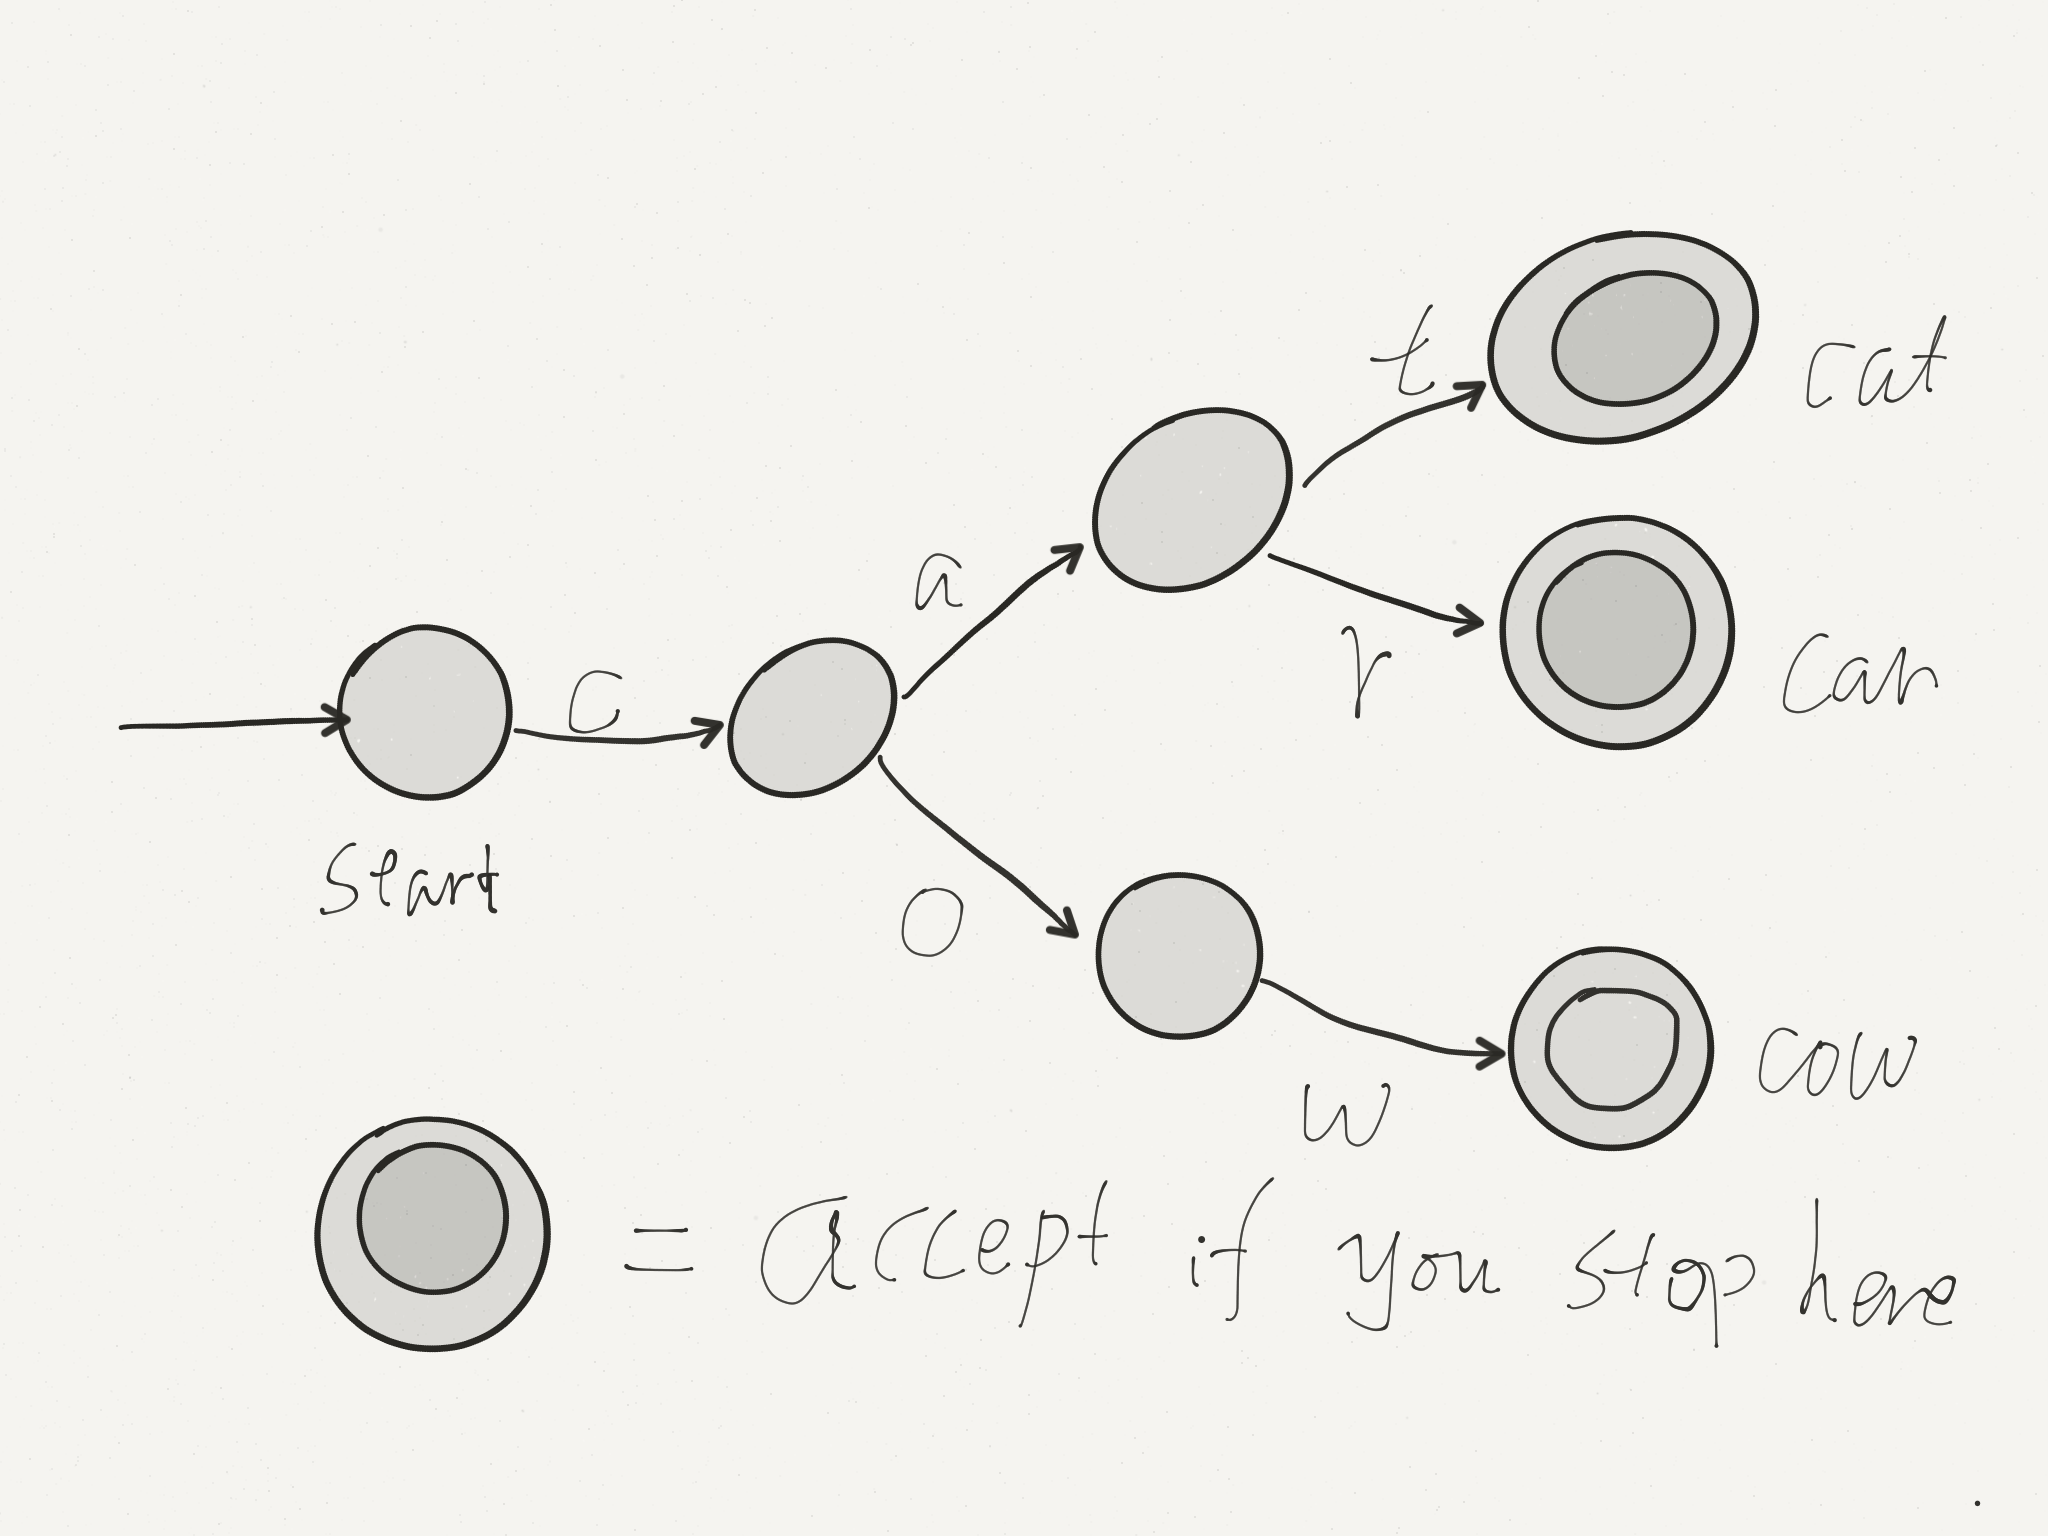 t
cat
a
r
car
c
start
o
cow
w
= accept if you stop here